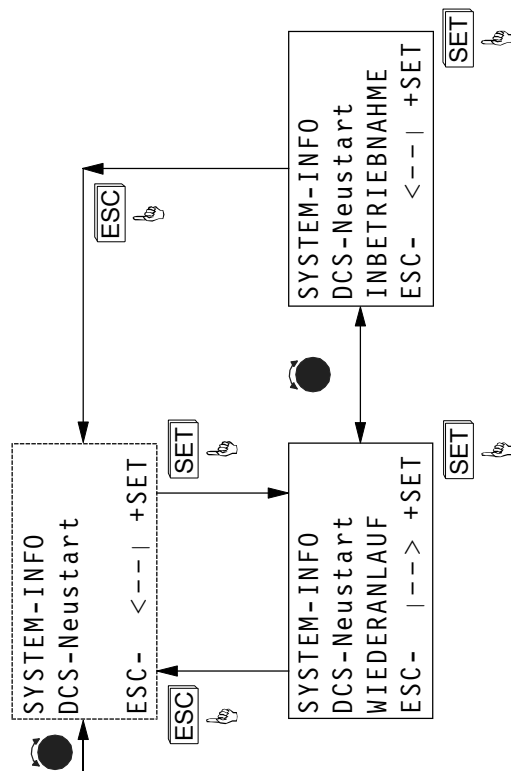 SYSTEM-INFO
DCS-Neustart
ESC- <--| +SET
ESC
SET
ESC
SYSTEM-INFO
DCS-Neustart
WIEDERANLAUF
ESC- |--> +SET
SET
SYSTEM-INFO
DCS-Neustart
INBETRIEBNAHME
ESC- <--| +SET
SET